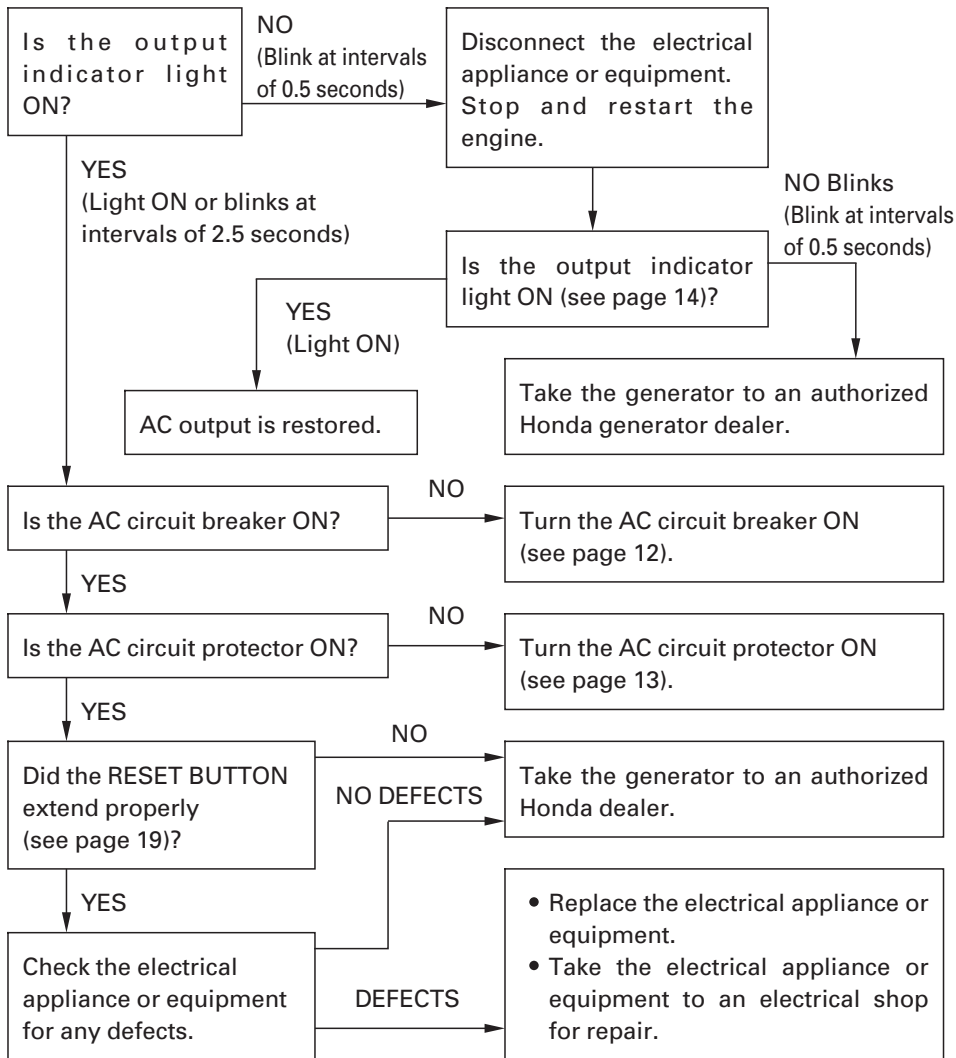 Is the output
indicator light
ON?
NO
(Blink at intervals
of 0.5 seconds)
Disconnect the electrical
appliance or equipment.
Stop and restart the
engine.
YES
(Light ON or blinks at
intervals of 2.5 seconds)
NO Blinks
(Blink at intervals
of 0.5 seconds)
Is the output indicator
light ON (see page 14)?
YES
(Light ON)
AC output is restored.
Take the generator to an authorized
Honda generator dealer.
Is the AC circuit breaker ON?
NO
Turn the AC circuit breaker ON
(see page 12).
YES
Is the AC circuit protector ON?
NO
Turn the AC circuit protector ON
(see page 13).
YES
Did the RESET BUTTON
extend properly
(see page 19)?
NO
NO DEFECTS
Take the generator to an authorized
Honda dealer.
YES
Check the electrical
appliance or equipment
for any defects.
DEFECTS
• Replace the electrical appliance or
equipment.
• Take the electrical appliance or
equipment to an electrical shop
for repair.